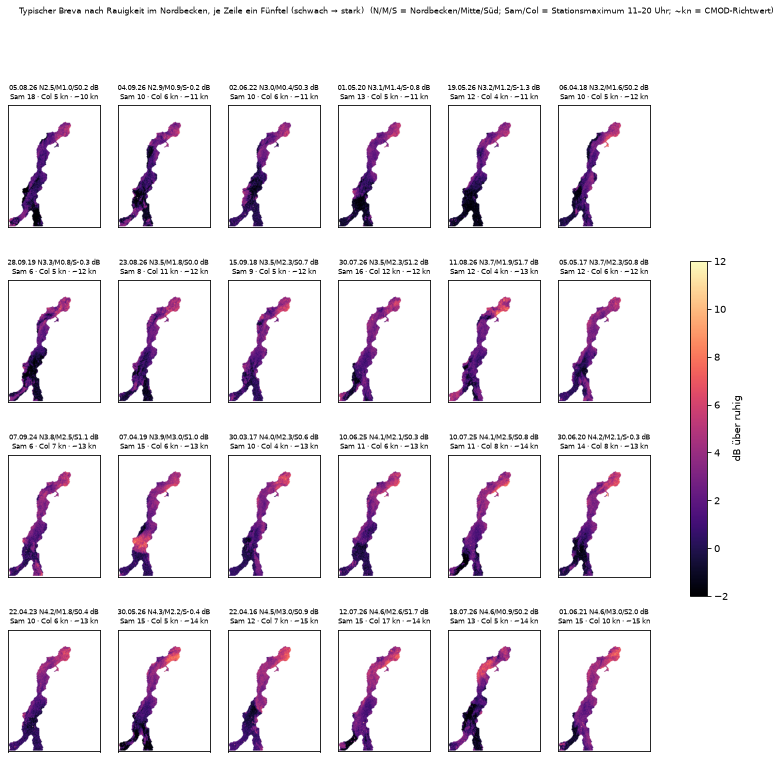 Typischer Breva nach Rauigkeit im Nordbecken, je Zeile ein Fünftel (schwach → stark)  (N/M/S = Nordbecken/Mitte/Süd; Sam/Col = Stationsmaximum 11–20 Uhr; ~kn = CMOD-Richtwert)
05.08.26 N2.5/M1.0/S0.2 dB
Sam 18 · Col 5 kn · ~10 kn
04.09.26 N2.9/M0.9/S-0.2 dB
Sam 10 · Col 6 kn · ~11 kn
02.06.22 N3.0/M0.4/S0.3 dB
Sam 10 · Col 6 kn · ~11 kn
01.05.20 N3.1/M1.4/S-0.8 dB
Sam 13 · Col 5 kn · ~11 kn
19.05.26 N3.2/M1.2/S-1.3 dB
Sam 12 · Col 4 kn · ~11 kn
06.04.18 N3.2/M1.6/S0.2 dB
Sam 10 · Col 5 kn · ~12 kn
28.09.19 N3.3/M0.8/S-0.3 dB
Sam 6 · Col 5 kn · ~12 kn
23.08.26 N3.5/M1.8/S0.0 dB
Sam 8 · Col 11 kn · ~12 kn
15.09.18 N3.5/M2.3/S0.7 dB
Sam 9 · Col 5 kn · ~12 kn
30.07.26 N3.5/M2.3/S1.2 dB
Sam 16 · Col 12 kn · ~12 kn
11.08.26 N3.7/M1.9/S1.7 dB
Sam 12 · Col 4 kn · ~13 kn
05.05.17 N3.7/M2.3/S0.8 dB
Sam 12 · Col 6 kn · ~12 kn
07.09.24 N3.8/M2.5/S1.1 dB
Sam 6 · Col 7 kn · ~13 kn
07.04.19 N3.9/M3.0/S1.0 dB
Sam 15 · Col 6 kn · ~13 kn
30.03.17 N4.0/M2.3/S0.6 dB
Sam 10 · Col 4 kn · ~13 kn
10.06.25 N4.1/M2.1/S0.3 dB
Sam 11 · Col 6 kn · ~13 kn
10.07.25 N4.1/M2.5/S0.8 dB
Sam 11 · Col 8 kn · ~14 kn
30.06.20 N4.2/M2.1/S-0.3 dB
Sam 14 · Col 8 kn · ~13 kn
22.04.23 N4.2/M1.8/S0.4 dB
Sam 10 · Col 6 kn · ~13 kn
30.05.26 N4.3/M2.2/S-0.4 dB
Sam 15 · Col 5 kn · ~14 kn
22.04.16 N4.5/M3.0/S0.9 dB
Sam 12 · Col 7 kn · ~15 kn
12.07.26 N4.6/M2.6/S1.7 dB
Sam 15 · Col 17 kn · ~14 kn
18.07.26 N4.6/M0.9/S0.2 dB
Sam 13 · Col 5 kn · ~14 kn
01.06.21 N4.6/M3.0/S2.0 dB
Sam 15 · Col 10 kn · ~15 kn
12
10
8
6
4
2
0
−2
dB über ruhig